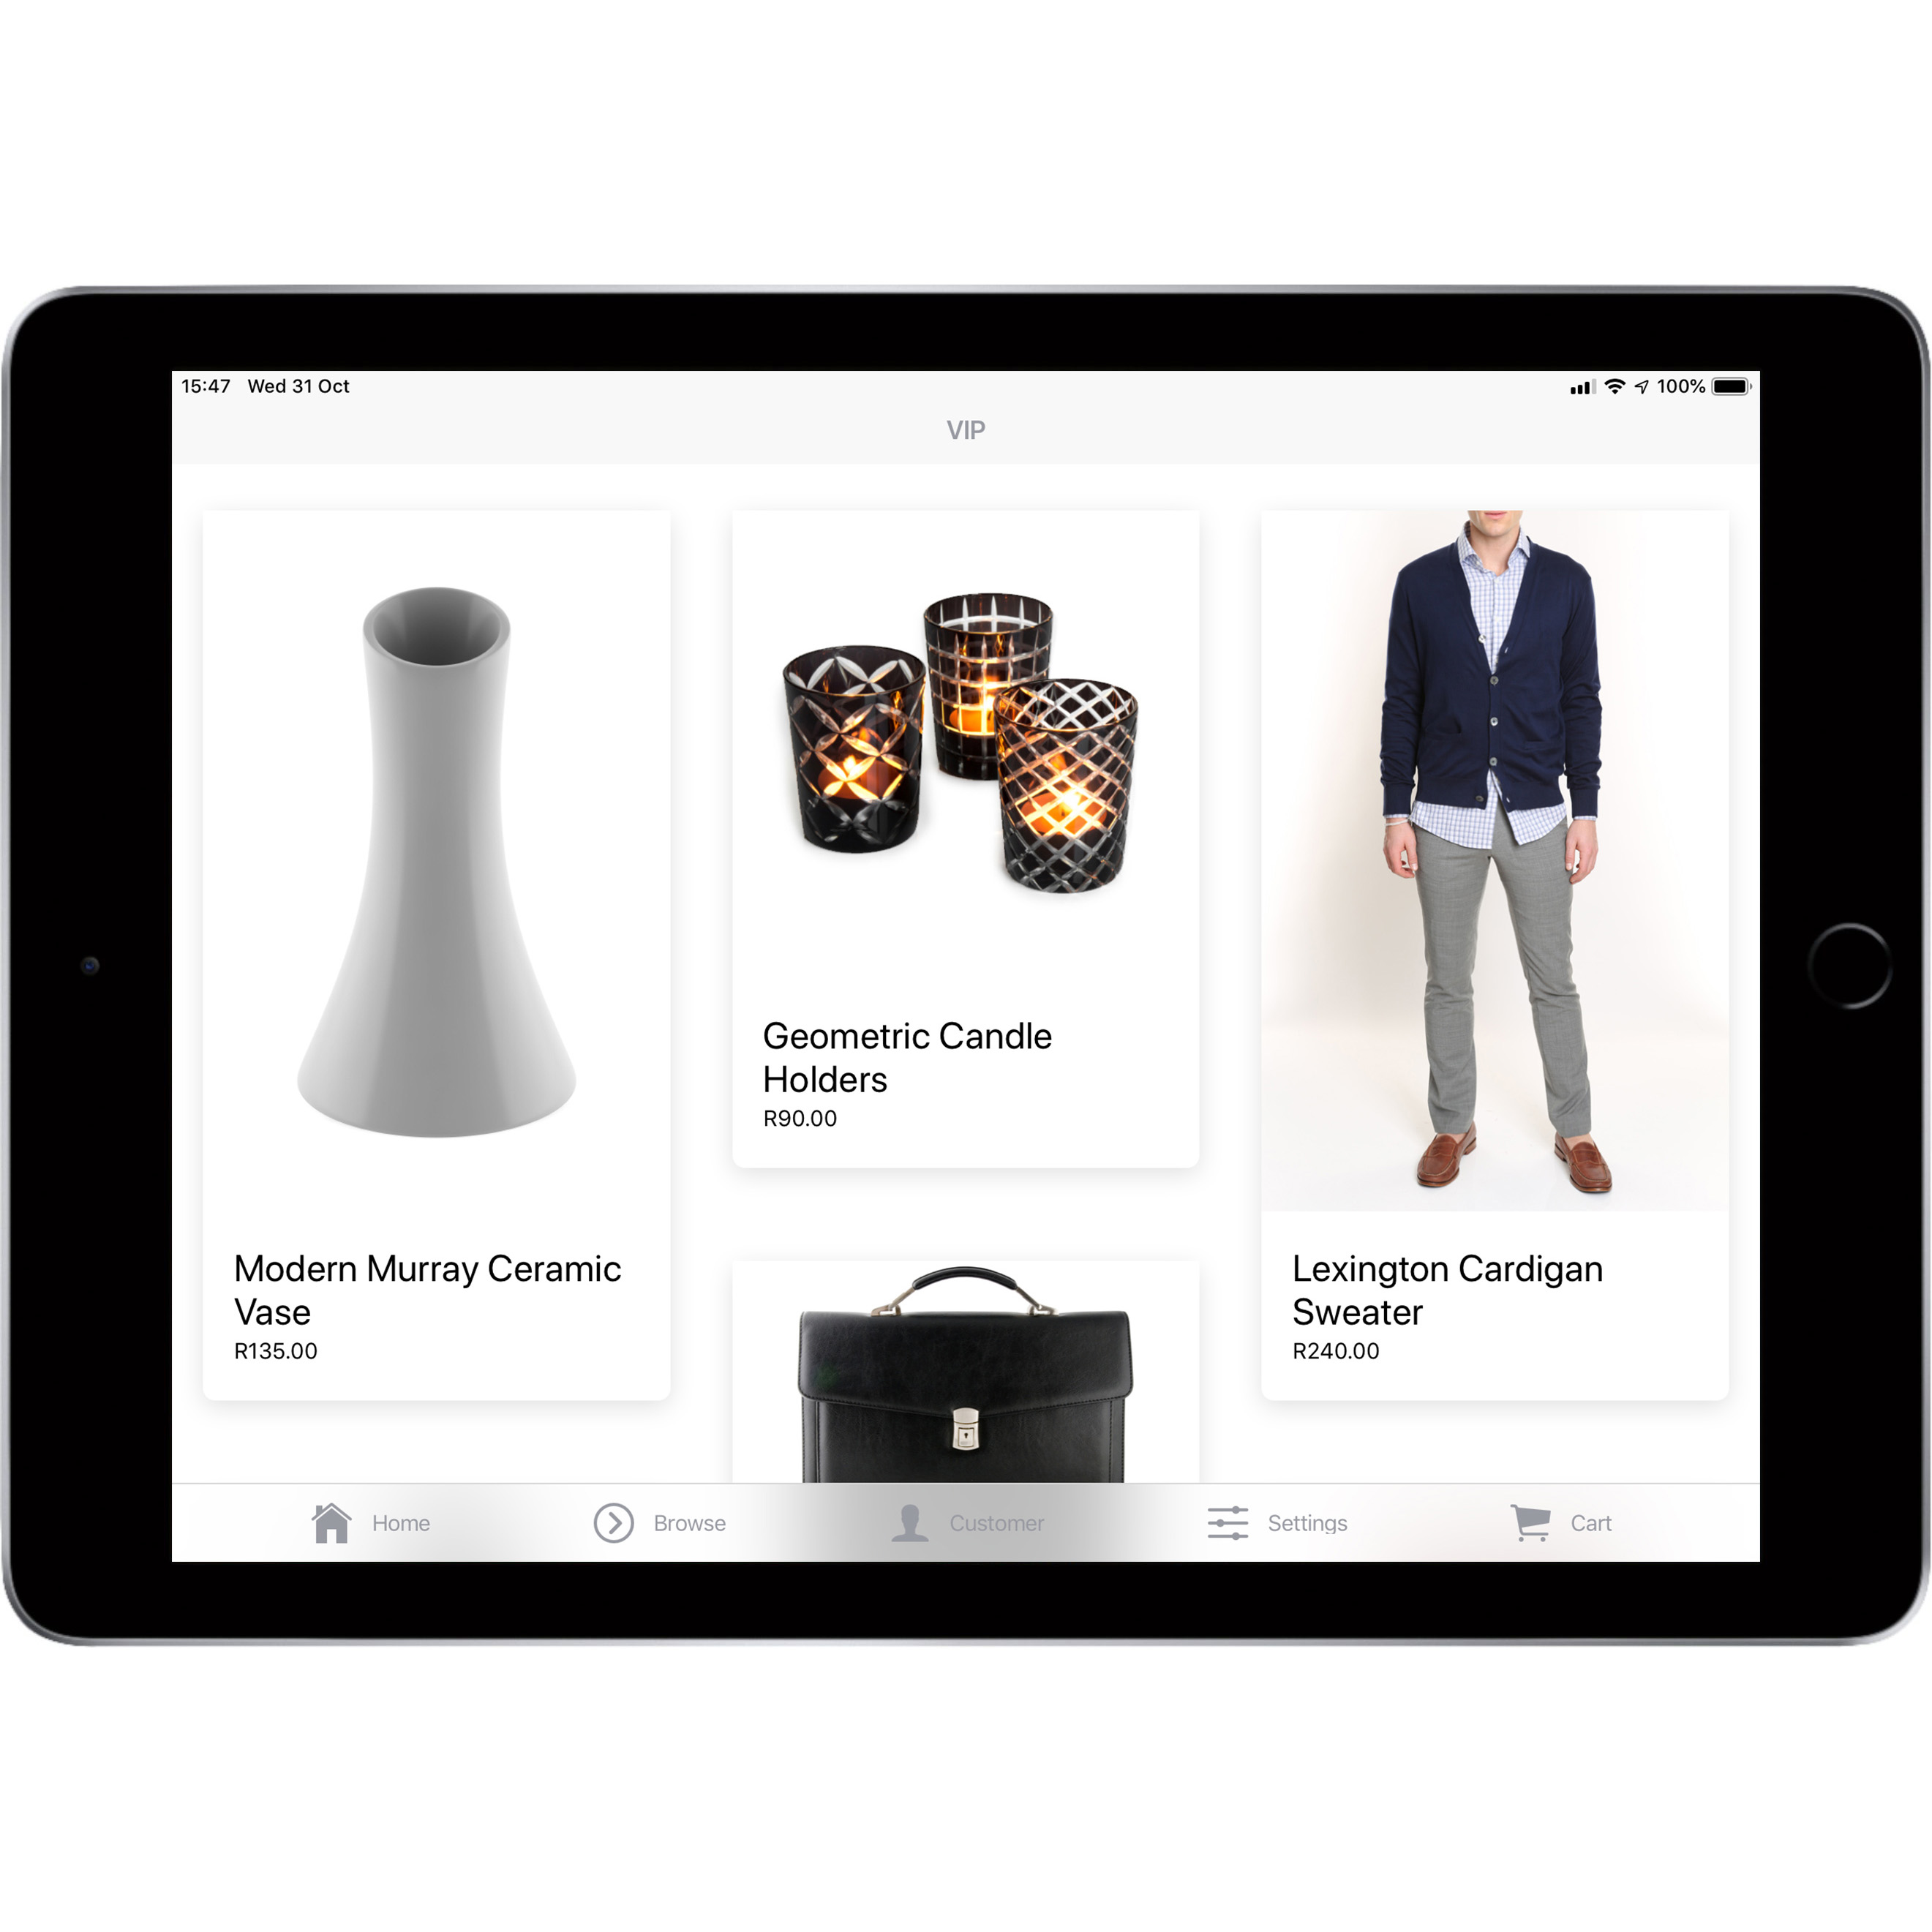 15:47 Wed 31 Oct
100%
VIP
Modern Murray Ceramic
Vase
R135.00
Geometric Candle
Holders
R90.00
Lexington Cardigan
Sweater
R240.00
Home
Browse
Customer
Settings
Cart